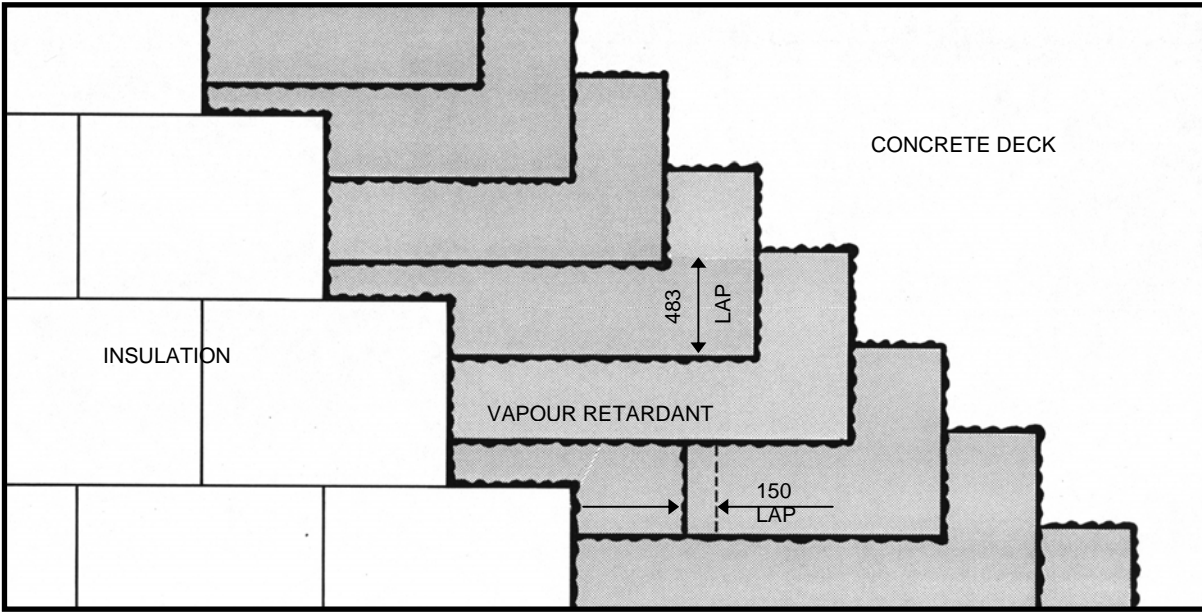 CONCRETE DECK
483
LAP
INSULATION
VAPOUR RETARDANT
150
LAP